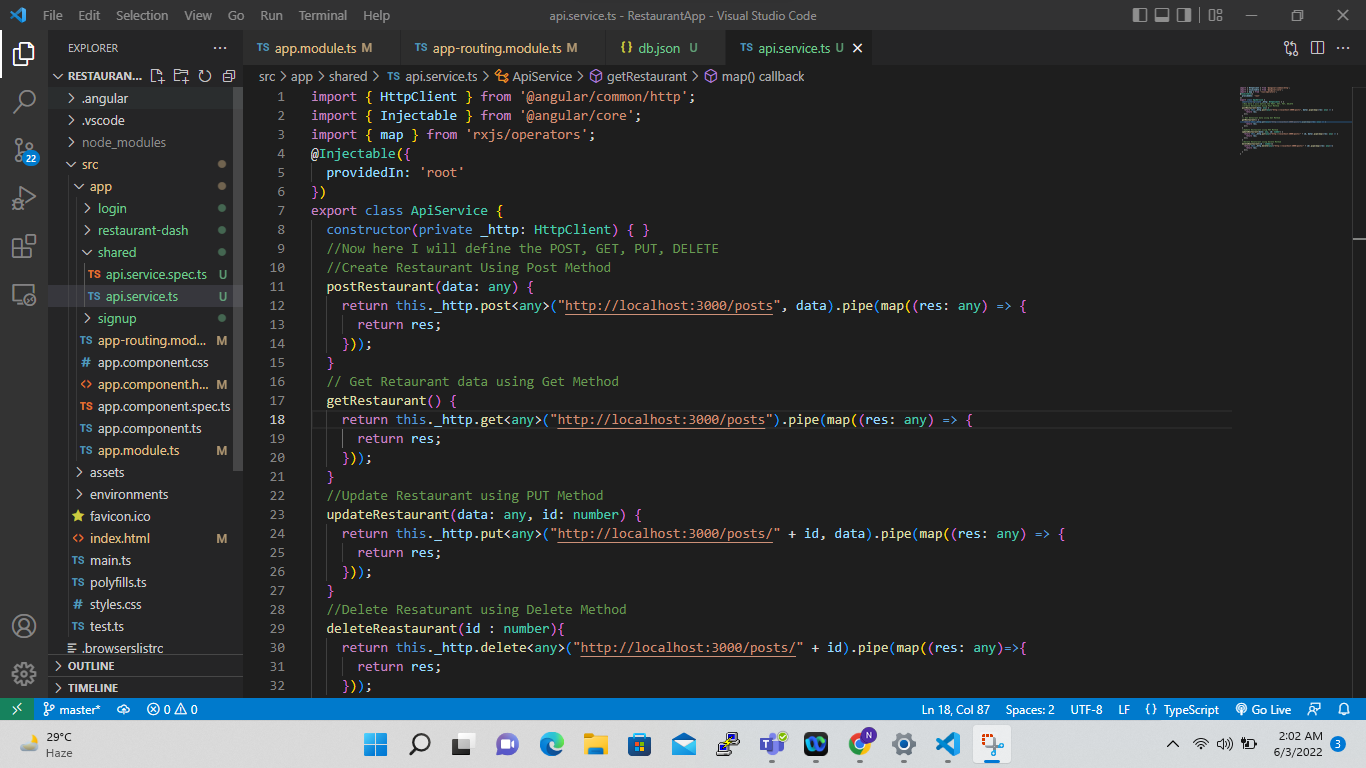 File Edit Selection View Go Run Terminal Help
api.service.ts - RestaurantApp - Visual Studio Code
EXPLORER
RESTAURAN...
.angular
.vscode
node_modules
src
app
login
restaurant-dash
shared
TS api.service.spec.ts U
TS api.service.ts U
signup
TS app-routing.mod... M
# app.component.css
<> app.component.h... M
TS app.component.spec.ts
TS app.component.ts
TS app.module.ts M
assets
environments
favicon.ico
<> index.html M
TS main.ts
TS polyfills.ts
# styles.css
TS test.ts
.browserslistrc
OUTLINE
TIMELINE
22
TS app.module.ts M TS app-routing.module.ts M {} db.json U TS api.service.ts U
src > app > shared > TS api.service.ts > ApiService > getRestaurant > map() callback
1 import { HttpClient } from '@angular/common/http';
2 import { Injectable } from '@angular/core';
3 import { map } from 'rxjs/operators';
4 @Injectable({
5 providedIn: 'root'
6 })
7 export class ApiService {
8 constructor(private _http: HttpClient) { }
9 //Now here I will define the POST, GET, PUT, DELETE
10 //Create Restaurant Using Post Method
11 postRestaurant(data: any) {
12 return this._http.post<any>("http://localhost:3000/posts", data).pipe(map((res: any) => {
13 return res;
14 }));
15 }
16 // Get Retaurant data using Get Method
17 getRestaurant() {
18 return this._http.get<any>("http://localhost:3000/posts").pipe(map((res: any) => {
19 return res;
20 }));
21 }
22 //Update Restaurant using PUT Method
23 updateRestaurant(data: any, id: number) {
24 return this._http.put<any>("http://localhost:3000/posts/" + id, data).pipe(map((res: any) => {
25 return res;
26 }));
27 }
28 //Delete Resaturant using Delete Method
29 deleteReastaurant(id : number){
30 return this._http.delete<any>("http://localhost:3000/posts/" + id).pipe(map((res: any)=>{
31 return res;
32 }));
master* 0 0 Ln 18, Col 87 Spaces: 2 UTF-8 LF {} TypeScript Go Live
29°C
Haze
N
2:02 AM
6/3/2022
3